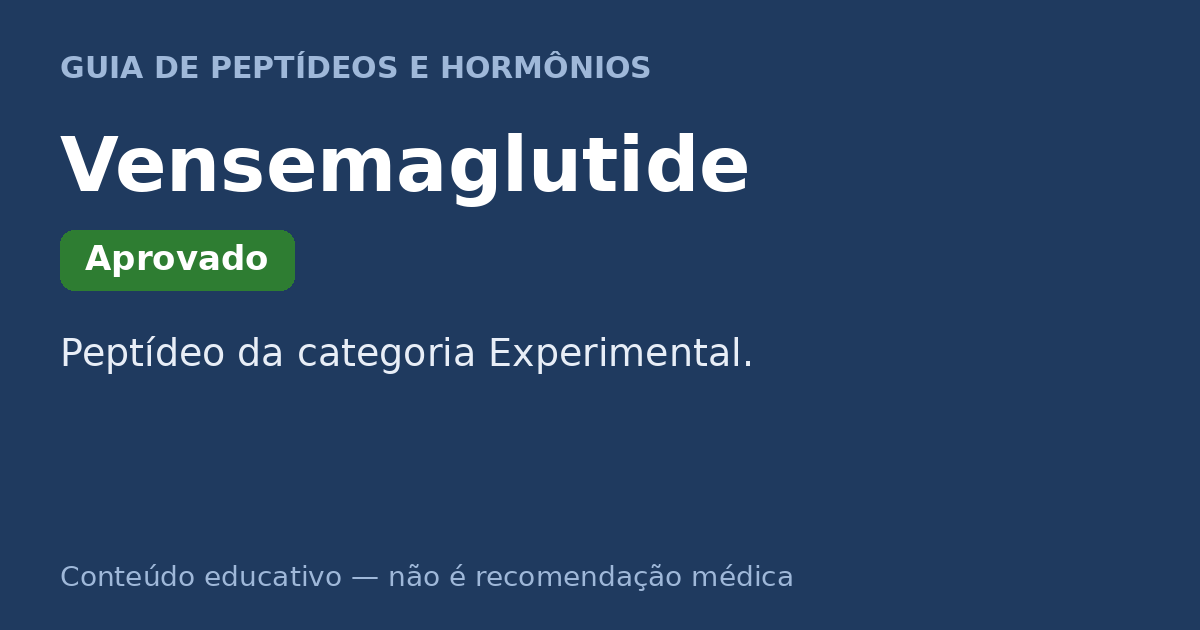 GUIA DE PEPTÍDEOS E HORMÔNIOS
Vensemaglutide
Aprovado
Peptídeo da categoria Experimental.
Conteúdo educativo — não é recomendação médica